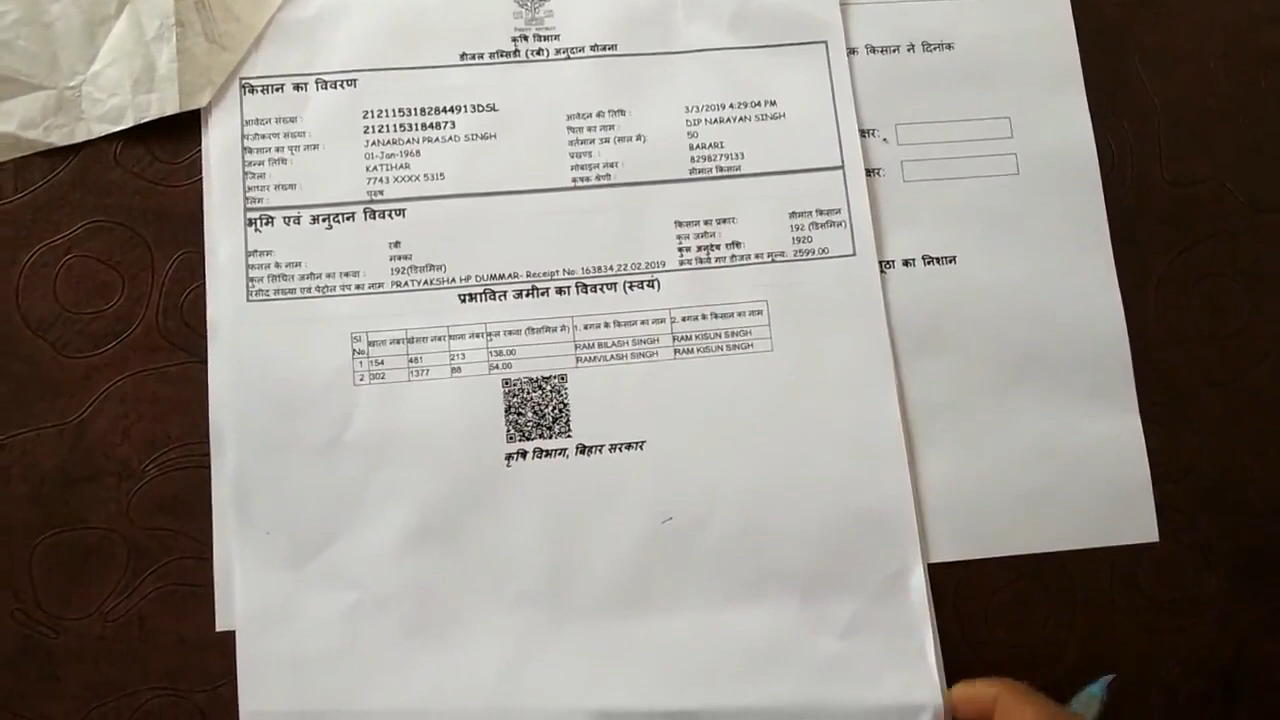 कृषि विभाग
डीजल सब्सिडी (रबी) अनुदान योजना
किसान का विवरण
आवेदन संख्या : 2121153182844913DSL आवेदन की तिथि : 3/3/2019 4:29:04 PM
पंजीकरण संख्या : 2121153184873 पिता का नाम : DIP NARAYAN SINGH
किसान का पूरा नाम : JANARDAN PRASAD SINGH वर्तमान उम्र (साल में): 50
जन्म तिथि : 01-Jan-1968 प्रखण्ड : BARARI
जिला : KATIHAR मोबाइल नंबर : 8298279133
आधार संख्या : 7743 XXXX 5315 कृषक श्रेणी : सीमांत किसान
लिंग : पुरुष
भूमि एवं अनुदान विवरण
किसान का प्रकार: सीमांत किसान
मौसम: रबी कुल जमीन : 192 (डिसमिल)
फसल के नाम : मक्का कुल अनुदेय राशि: 1920
कुल सिंचित जमीन का रकवा : 192(डिसमिल) क्रय किये गए डीजल का मूल्य: 2599.00
रसीद संख्या एवं पेट्रोल पंप का नाम : PRATYAKSHA HP DUMMAR- Receipt No: 163834,22.02.2019
प्रभावित जमीन का विवरण (स्वयं)
Sl No. खाता नंबर खेसरा नंबर थाना नंबर कुल रकवा (डिसमिल में) 1. बगल के किसान का नाम 2. बगल के किसान का नाम
1 154 481 213 138.00 RAM BILASH SINGH RAM KISUN SINGH
2 302 1377 88 54.00 RAMVILASH SINGH RAM KISUN SINGH
कृषि विभाग, बिहार सरकार
क किसान ने दिनांक
क्षर:
क्षर:
ूठा का निशान